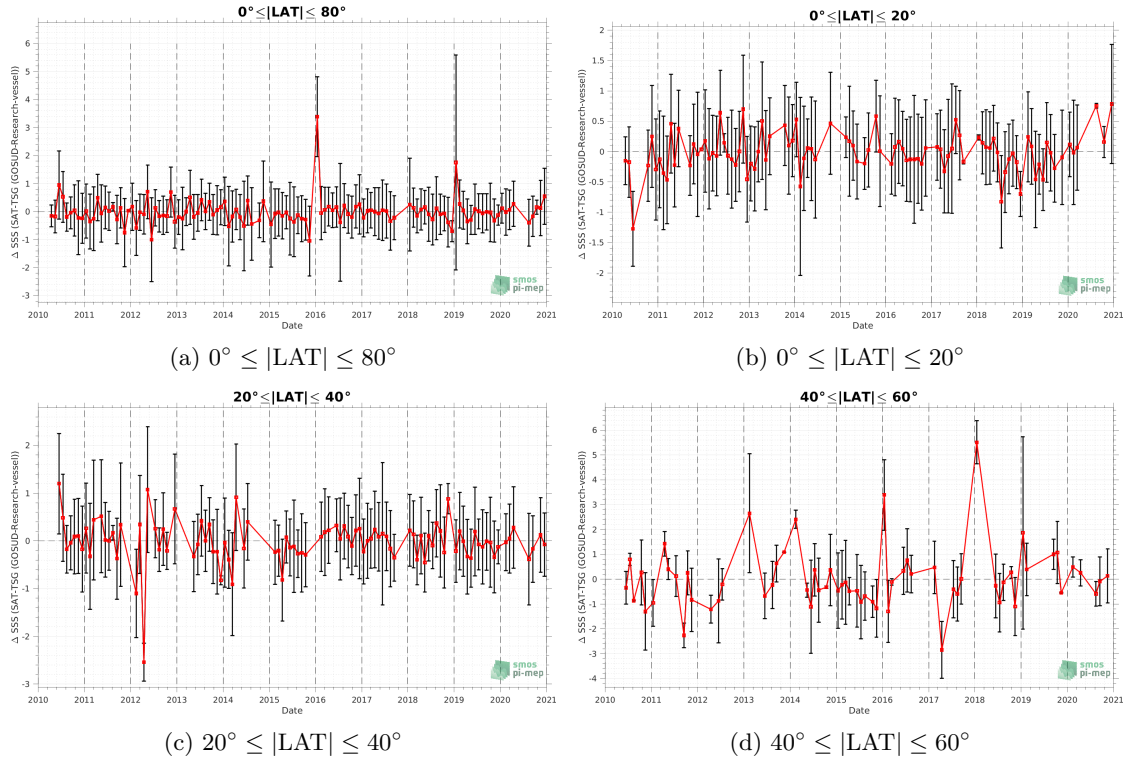 0°≤|LAT|≤ 80°
Δ SSS (SAT-TSG (GOSUD-Research-vessel))
6
5
4
3
2
1
0
-1
-2
-3
2010 2011 2012 2013 2014 2015 2016 2017 2018 2019 2020 2021
Date
smos
pi-mep
(a) 0° ≤ |LAT| ≤ 80°
0°≤|LAT|≤ 20°
Δ SSS (SAT-TSG (GOSUD-Research-vessel))
2
1.5
1
0.5
0
-0.5
-1
-1.5
-2
2010 2011 2012 2013 2014 2015 2016 2017 2018 2019 2020 2021
Date
smos
pi-mep
(b) 0° ≤ |LAT| ≤ 20°
20°≤|LAT|≤ 40°
Δ SSS (SAT-TSG (GOSUD-Research-vessel))
2
1
0
-1
-2
-3
2010 2011 2012 2013 2014 2015 2016 2017 2018 2019 2020 2021
Date
smos
pi-mep
(c) 20° ≤ |LAT| ≤ 40°
40°≤|LAT|≤ 60°
Δ SSS (SAT-TSG (GOSUD-Research-vessel))
6
5
4
3
2
1
0
-1
-2
-3
-4
2010 2011 2012 2013 2014 2015 2016 2017 2018 2019 2020 2021
Date
smos
pi-mep
(d) 40° ≤ |LAT| ≤ 60°